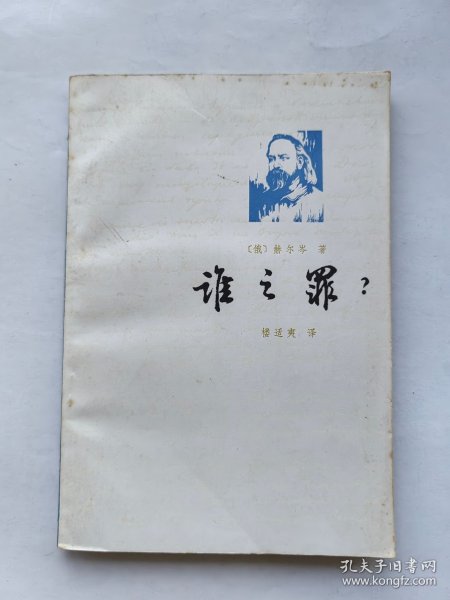 〔俄〕赫尔岑 著
谁之罪?
楼适夷 译
孔夫子旧书网
www.kongfz.com